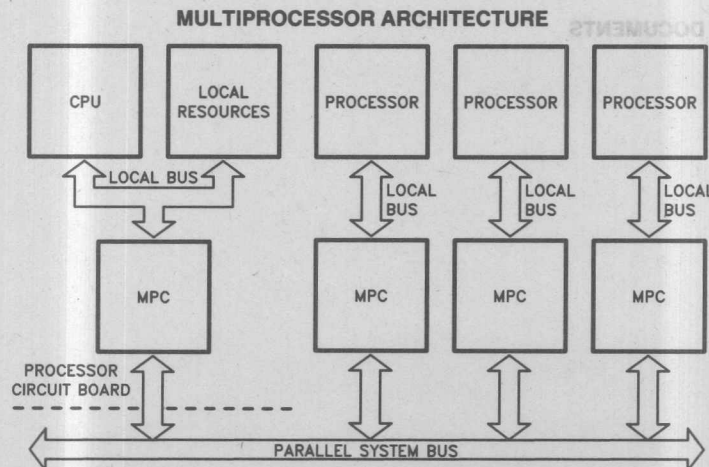 MULTIPROCESSOR ARCHITECTURE
DOCUMENTS
CPU
LOCAL
RESOURCES
PROCESSOR
PROCESSOR
PROCESSOR
LOCAL BUS
LOCAL
BUS
LOCAL
BUS
LOCAL
BUS
MPC
MPC
MPC
MPC
PROCESSOR
CIRCUIT BOARD
PARALLEL SYSTEM BUS